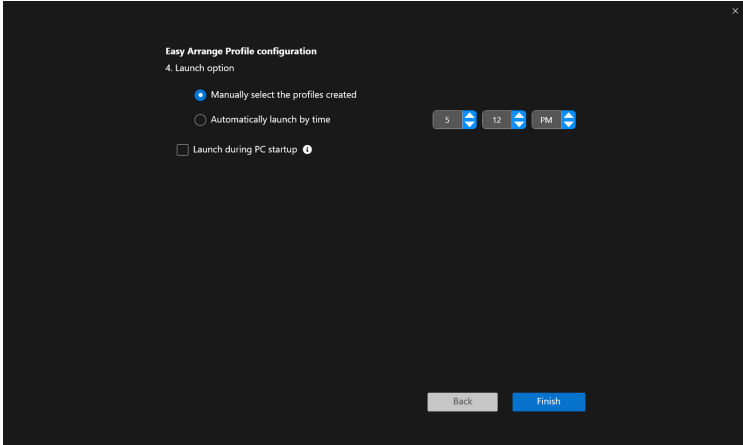 Easy Arrange Profile configuration
4. Launch option
Manually select the profiles created
Automatically launch by time 5 12 PM
Launch during PC startup
Back Finish